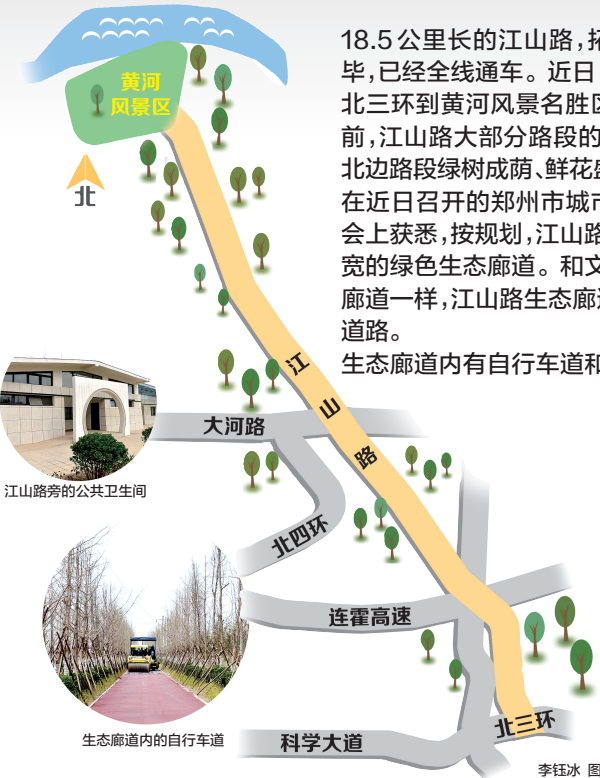 18.5公里长的江山路,拓
毕,已经全线通车。近日
北三环到黄河风景名胜区
前,江山路大部分路段的
北边路段绿树成荫、鲜花盛
在近日召开的郑州市城市
会上获悉,按规划,江山路
宽的绿色生态廊道。和文
廊道一样,江山路生态廊道
道路。
生态廊道内有自行车道和
黄河
风景区
北
江山路
大河路
江山路旁的公共卫生间
北四环
连霍高速
生态廊道内的自行车道
科学大道
北三环
李钰冰 图